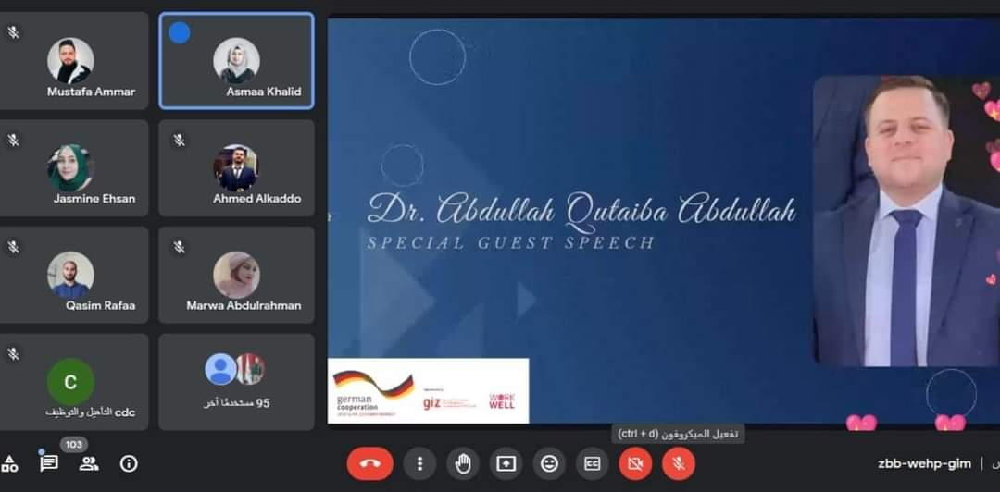 Mustafa Ammar
Asmaa Khalid
Jasmine Ehsan
Ahmed Alkaddo
Qasim Rafaa
Marwa Abdulrahman
C
cdc التأهيل والتوظيف
95 مستخدمًا آخر
Dr. Abdullah Qutaiba Abdullah
SPECIAL GUEST SPEECH
german
cooperation
giz
WORK
WELL
تفعيل الميكروفون (ctrl + d)
103
CC
zbb-wehp-gim